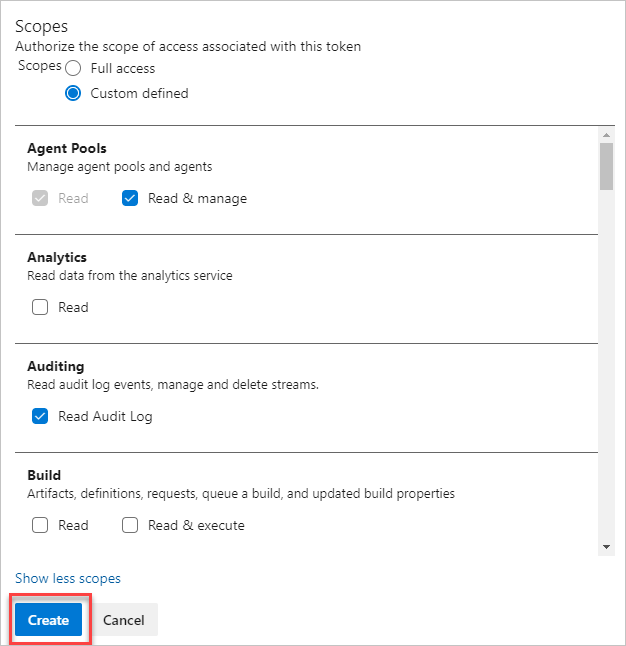 Scopes
Authorize the scope of access associated with this token
Scopes Full access
Custom defined
Agent Pools
Manage agent pools and agents
Read Read & manage
Analytics
Read data from the analytics service
Read
Auditing
Read audit log events, manage and delete streams.
Read Audit Log
Build
Artifacts, definitions, requests, queue a build, and updated build properties
Read Read & execute
Show less scopes
Create Cancel